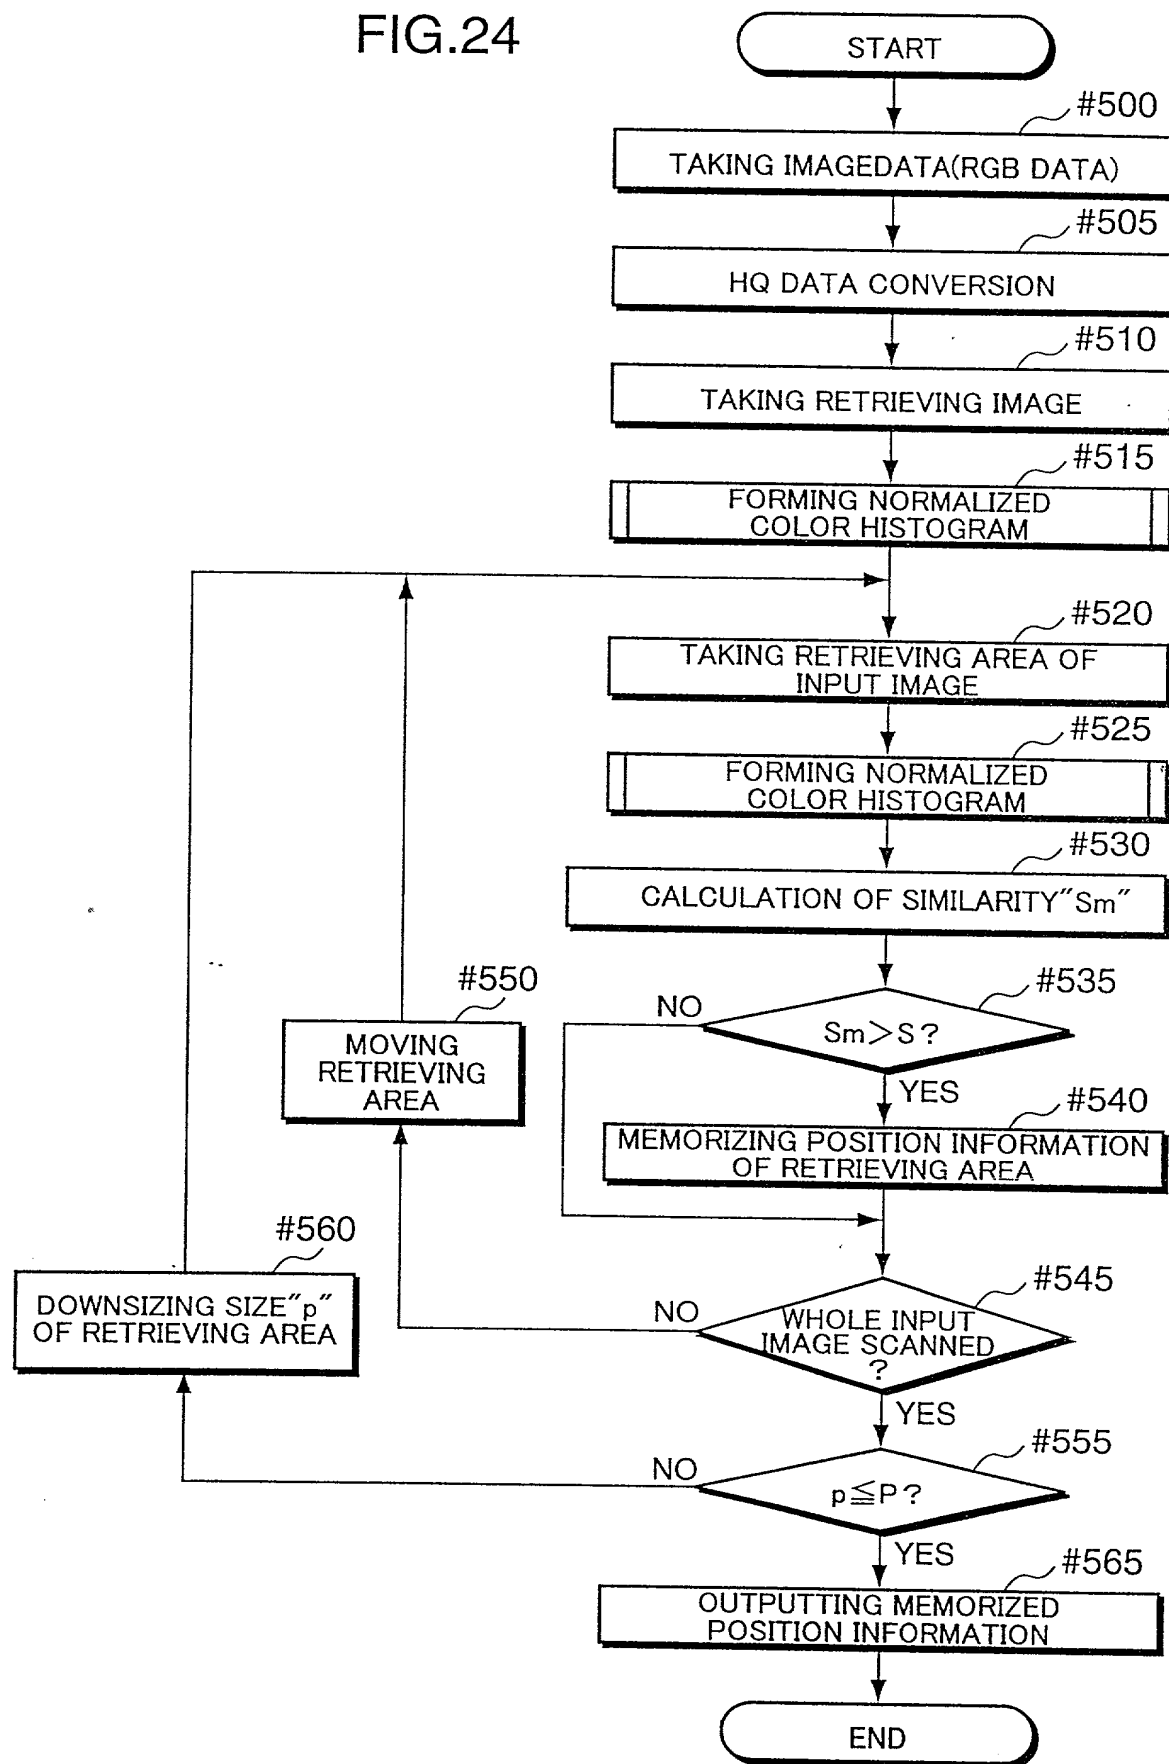 FIG.24
START
#500
TAKING IMAGEDATA(RGB DATA)
#505
HQ DATA CONVERSION
#510
TAKING RETRIEVING IMAGE
#515
FORMING NORMALIZED
COLOR HISTOGRAM
#520
TAKING RETRIEVING AREA OF
INPUT IMAGE
#525
FORMING NORMALIZED
COLOR HISTOGRAM
#530
CALCULATION OF SIMILARITY"Sm"
#535
NO
Sm>S?
YES
#540
MEMORIZING POSITION INFORMATION
OF RETRIEVING AREA
#550
MOVING
RETRIEVING
AREA
#545
NO
WHOLE INPUT
IMAGE SCANNED
?
YES
#560
DOWNSIZING SIZE"p"
OF RETRIEVING AREA
#555
NO
p≦P?
YES
#565
OUTPUTTING MEMORIZED
POSITION INFORMATION
END